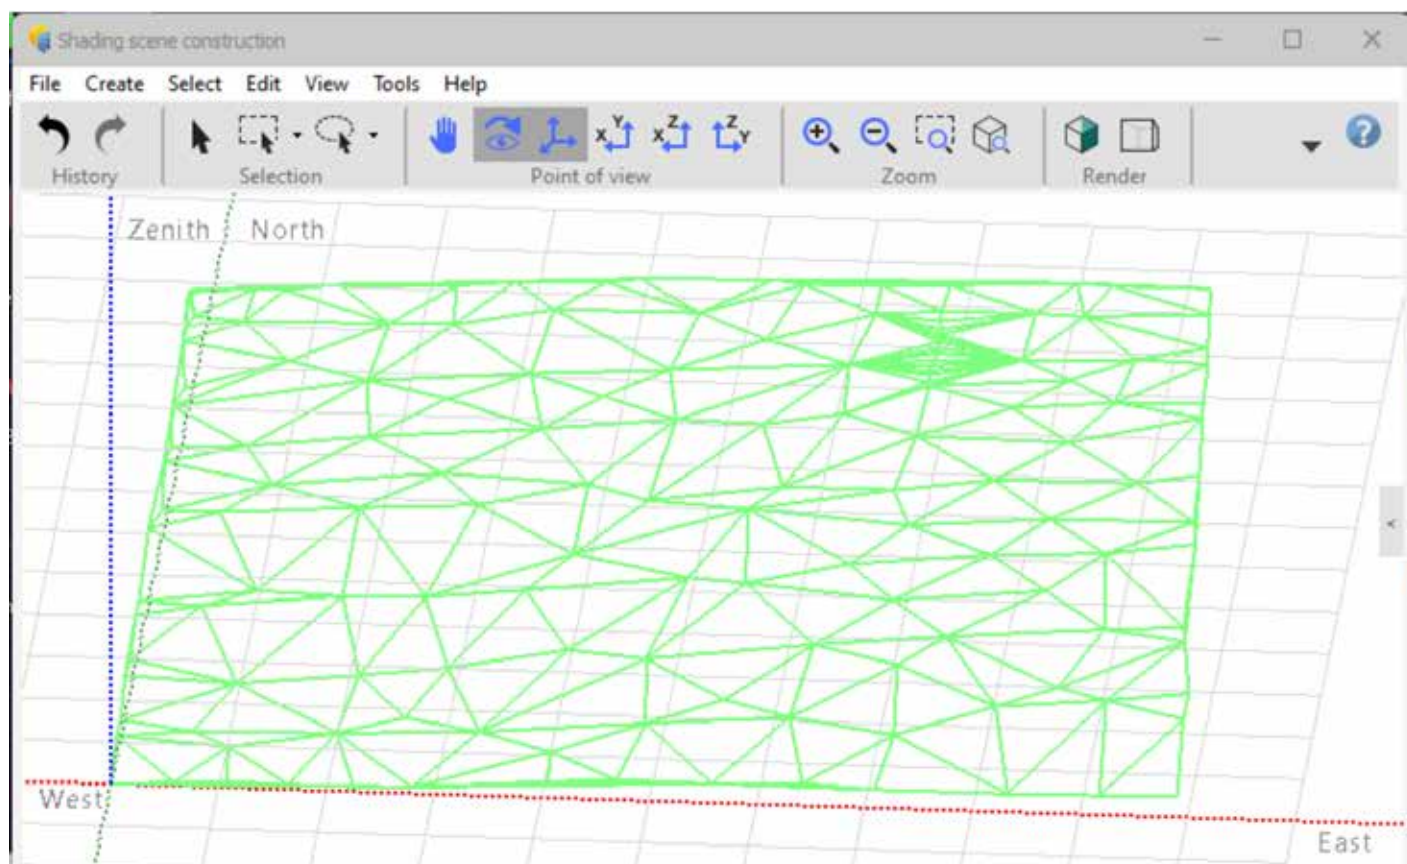 Shading scene construction
File Create Select Edit View Tools Help
X Y X Z Z Y
History Selection Point of view Zoom Render
Zenith North
<
West
East